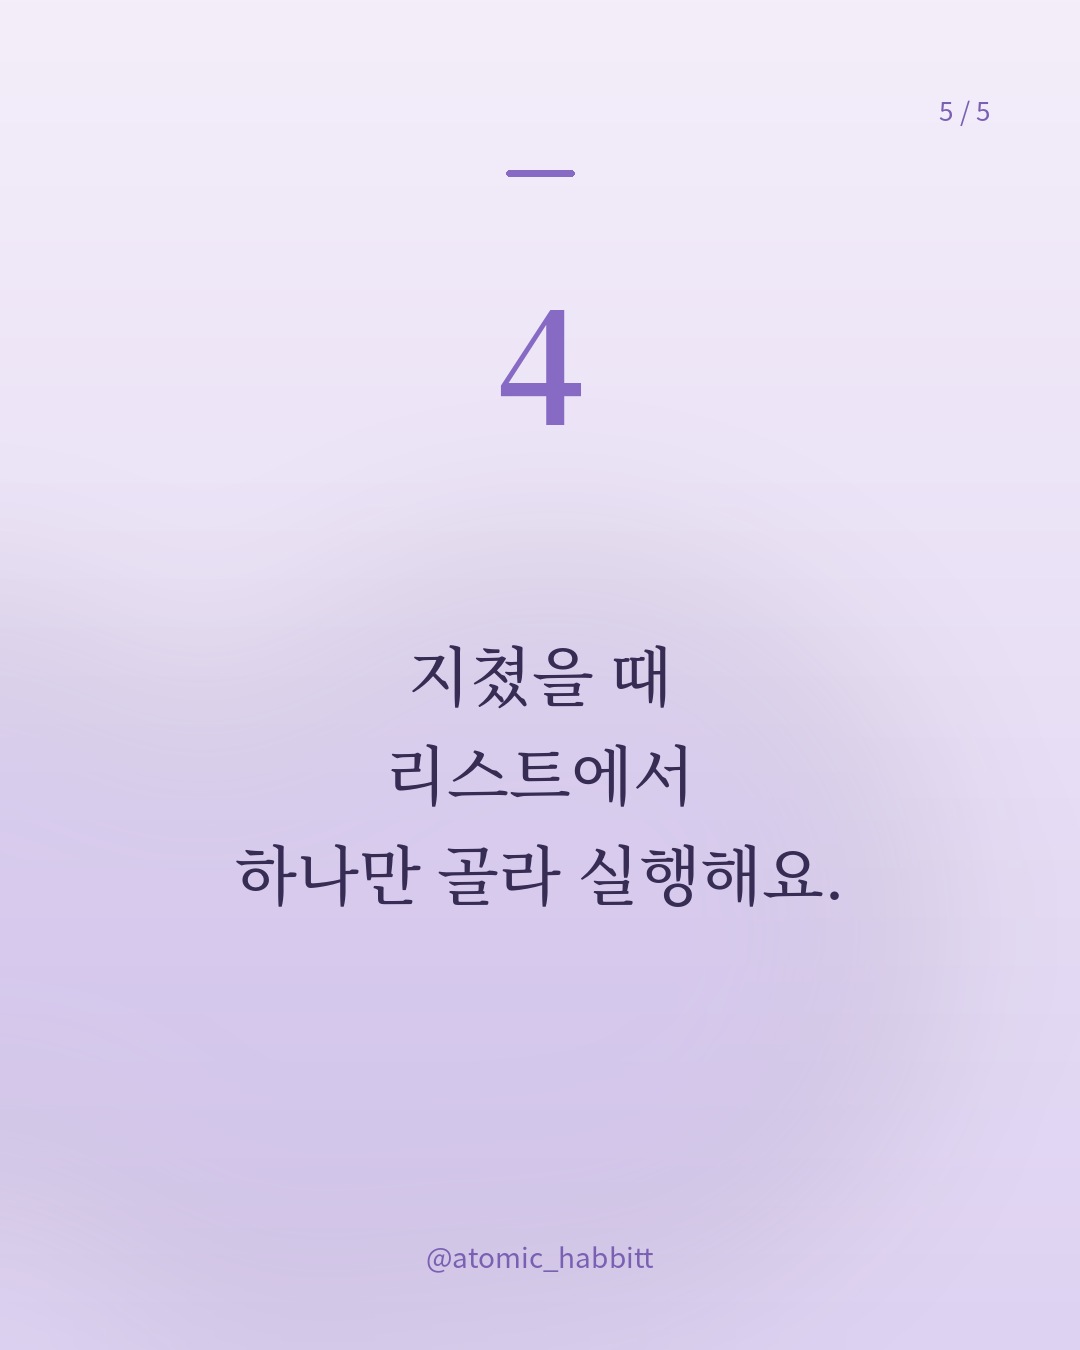 5 / 5
4
지쳤을 때
리스트에서
하나만 골라 실행해요.
@atomic_habbitt